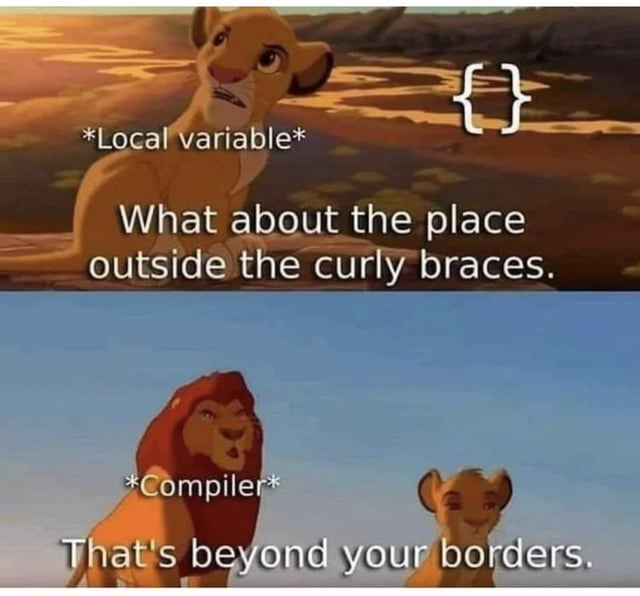 {}
*Local variable*
What about the place
outside the curly braces.
*Compiler*
That's beyond your borders.